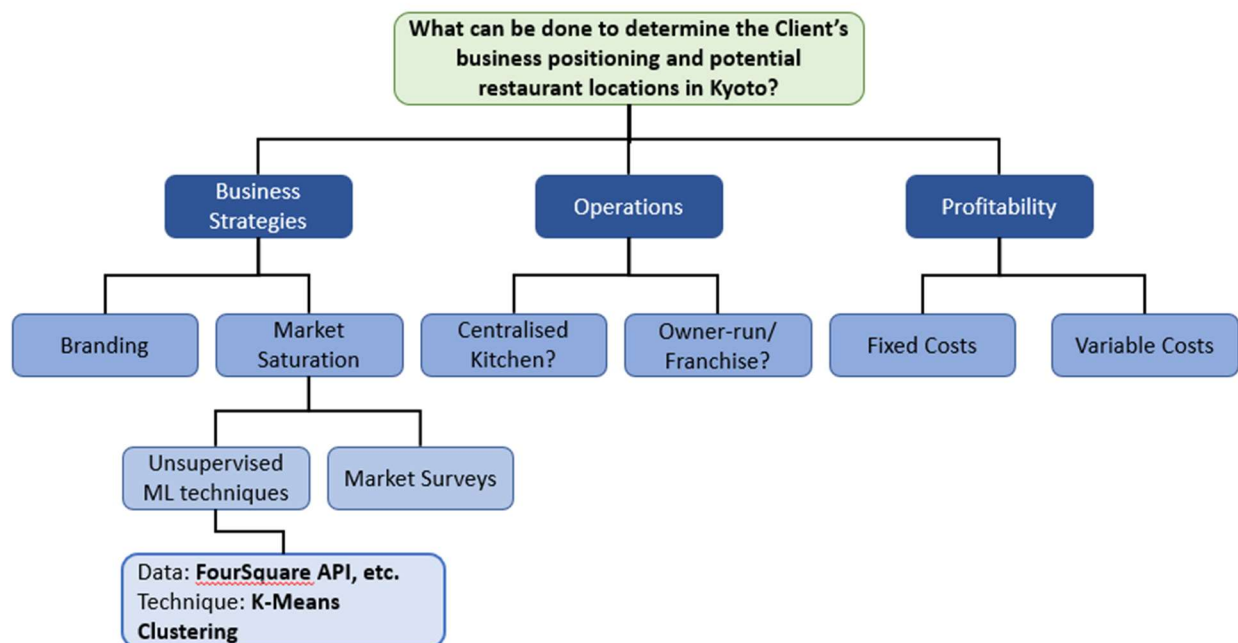 What can be done to determine the Client's
business positioning and potential
restaurant locations in Kyoto?
Business
Strategies
Operations
Profitability
Branding
Market
Saturation
Centralised
Kitchen?
Owner-run/
Franchise?
Fixed Costs
Variable Costs
Unsupervised
ML techniques
Market Surveys
Data: FourSquare API, etc.
Technique: K-Means
Clustering